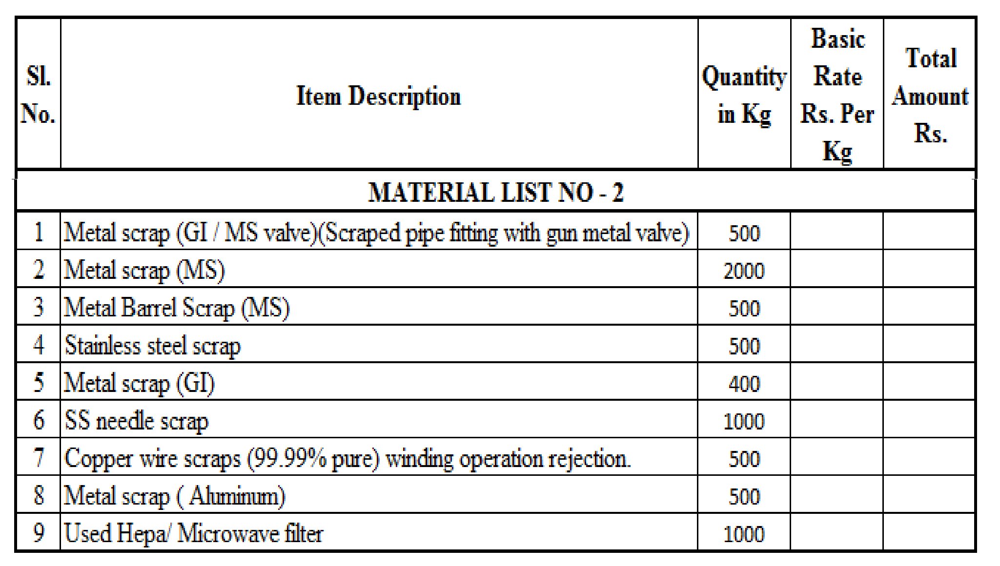 Sl. No. Item Description Quantity in Kg Basic Rate Rs. Per Kg Total Amount Rs.
MATERIAL LIST NO - 2
1 Metal scrap (GI / MS valve)(Scraped pipe fitting with gun metal valve) 500
2 Metal scrap (MS) 2000
3 Metal Barrel Scrap (MS) 500
4 Stainless steel scrap 500
5 Metal scrap (GI) 400
6 SS needle scrap 1000
7 Copper wire scraps (99.99% pure) winding operation rejection. 500
8 Metal scrap ( Aluminum) 500
9 Used Hepa/ Microwave filter 1000